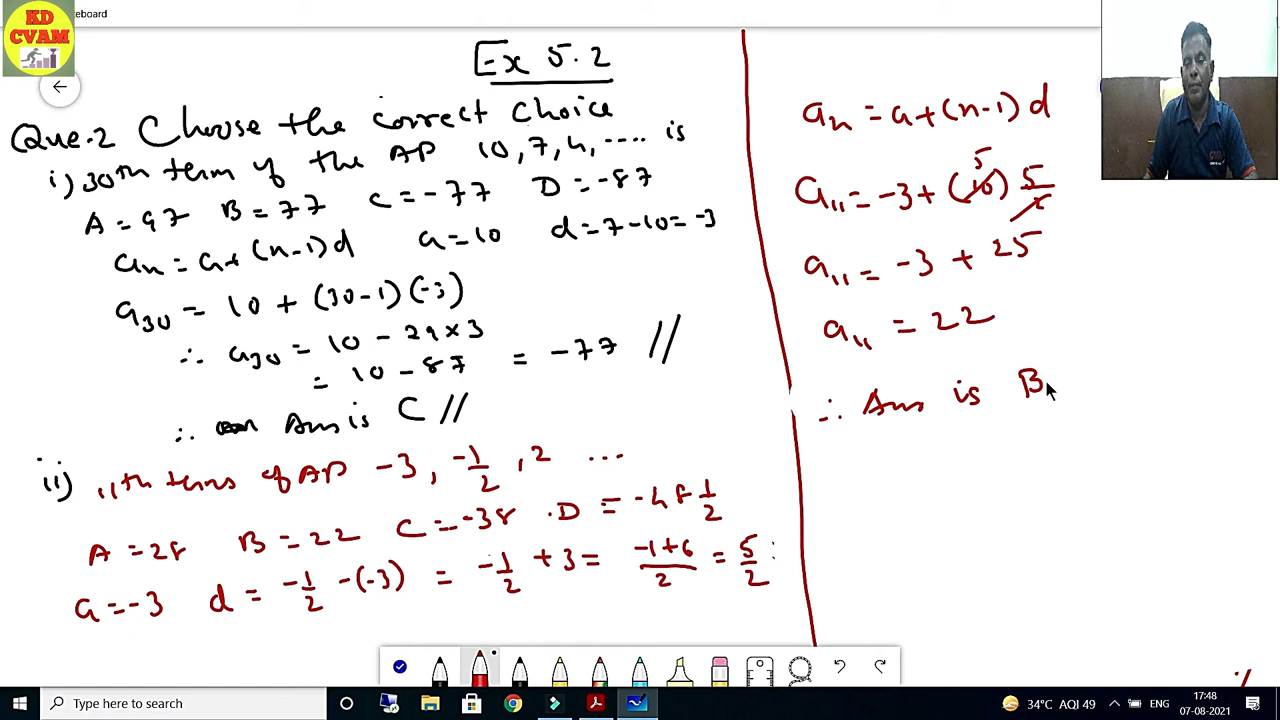 KD
CVAM
teboard
Ex 5.2
Que.2 Choose the correct choice
i) 30th term of the AP 10, 7, 4, .... is
A = 97 B = 77 C = -77 D = -87
an = a + (n-1) d a = 10 d = 7-10 = -3
a30 = 10 + (30-1) (-3)
∴ a30 = 10 - 29 x 3
= 10 - 87 = -77 //
∴ Ans is C //
ii) 11th terms of AP -3, -1/2, 2 ...
A = 28 B = 22 C = -38 .D = -48 1/2
a = -3 d = -1/2 -(-3) = -1/2 + 3 = -1+6/2 = 5/2
an = a + (n-1) d
a11 = -3 + (10) 5 5/2
a11 = -3 + 25
a11 = 22
∴ Ans is B
Type here to search
34°C AQI 49 ENG 17:48
07-08-2021